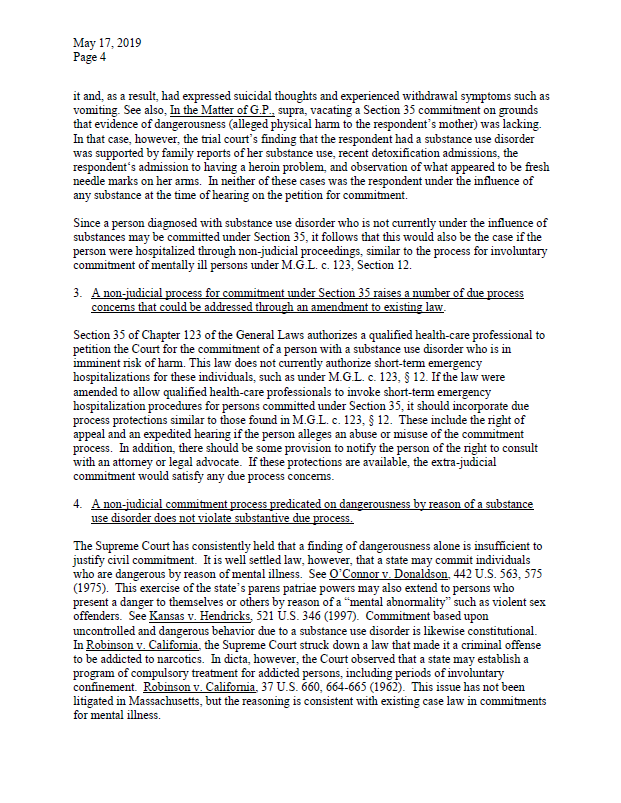 May 17, 2019
Page 4
it and, as a result, had expressed suicidal thoughts and experienced withdrawal symptoms such as
vomiting. See also, In the Matter of G.P., supra, vacating a Section 35 commitment on grounds
that evidence of dangerousness (alleged physical harm to the respondent’s mother) was lacking.
In that case, however, the trial court’s finding that the respondent had a substance use disorder
was supported by family reports of her substance use, recent detoxification admissions, the
respondent‘s admission to having a heroin problem, and observation of what appeared to be fresh
needle marks on her arms. In neither of these cases was the respondent under the influence of
any substance at the time of hearing on the petition for commitment.
Since a person diagnosed with substance use disorder who is not currently under the influence of
substances may be committed under Section 35, it follows that this would also be the case if the
person were hospitalized through non-judicial proceedings, similar to the process for involuntary
commitment of mentally ill persons under M.G.L. c. 123, Section 12.
3. A non-judicial process for commitment under Section 35 raises a number of due process
concerns that could be addressed through an amendment to existing law.
Section 35 of Chapter 123 of the General Laws authorizes a qualified health-care professional to
petition the Court for the commitment of a person with a substance use disorder who is in
imminent risk of harm. This law does not currently authorize short-term emergency
hospitalizations for these individuals, such as under M.G.L. c. 123, § 12. If the law were
amended to allow qualified health-care professionals to invoke short-term emergency
hospitalization procedures for persons committed under Section 35, it should incorporate due
process protections similar to those found in M.G.L. c. 123, § 12. These include the right of
appeal and an expedited hearing if the person alleges an abuse or misuse of the commitment
process. In addition, there should be some provision to notify the person of the right to consult
with an attorney or legal advocate. If these protections are available, the extra-judicial
commitment would satisfy any due process concerns.
4. A non-judicial commitment process predicated on dangerousness by reason of a substance
use disorder does not violate substantive due process.
The Supreme Court has consistently held that a finding of dangerousness alone is insufficient to
justify civil commitment. It is well settled law, however, that a state may commit individuals
who are dangerous by reason of mental illness. See O’Connor v. Donaldson, 442 U.S. 563, 575
(1975). This exercise of the state’s parens patriae powers may also extend to persons who
present a danger to themselves or others by reason of a “mental abnormality” such as violent sex
offenders. See Kansas v. Hendricks, 521 U.S. 346 (1997). Commitment based upon
uncontrolled and dangerous behavior due to a substance use disorder is likewise constitutional.
In Robinson v. California, the Supreme Court struck down a law that made it a criminal offense
to be addicted to narcotics. In dicta, however, the Court observed that a state may establish a
program of compulsory treatment for addicted persons, including periods of involuntary
confinement. Robinson v. California, 37 U.S. 660, 664-665 (1962). This issue has not been
litigated in Massachusetts, but the reasoning is consistent with existing case law in commitments
for mental illness.